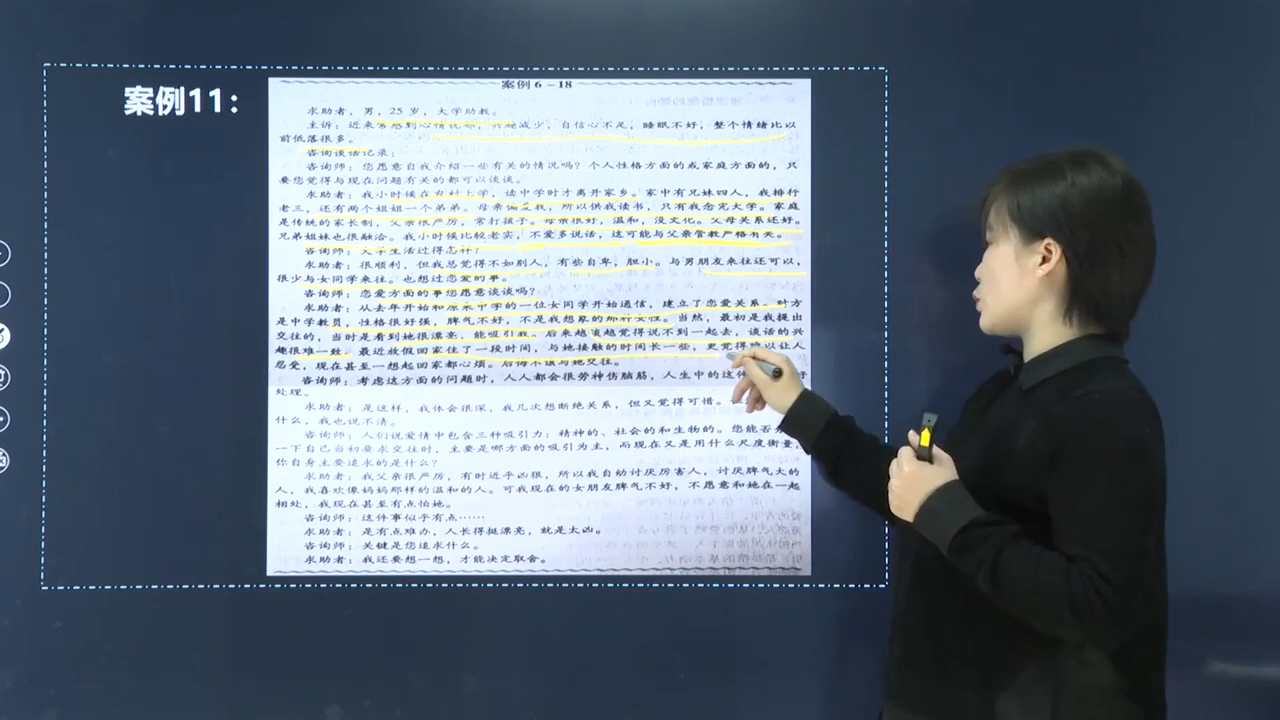 案例11：
案例 6－18
求助者，男，25 岁，大学助教。
主诉：近来常感到心情忧郁，兴趣减少，自信心不足，睡眠不好，整个情绪比以
前低落很多。
咨询谈话记录：
咨询师：您愿意自我介绍一些有关的情况吗？个人性格方面的或家庭方面的，只
要您觉得与现在问题有关的都可以谈谈。
求助者：我小时候在农村上学，读中学时才离开家乡。家中有兄妹四人，我排行
老三，还有两个姐姐一个弟弟。母亲偏爱我，所以供我读书，只有我念完大学。家庭
是传统的家长制，父亲很严厉，常打孩子。母亲很好，温和，没文化。父母关系还好。
兄弟姐妹也很融洽。我小时候比较老实，不爱多说话，这可能与父亲管教严格有关。
咨询师：大学生活过得怎样？
求助者：很顺利，但我总觉得不如别人，有些自卑，胆小。与男朋友来往还可以，
很少与女同学来往。也想过恋爱的事。
咨询师：恋爱方面的事您愿意谈谈吗？
求助者：从去年开始和原来中学的一位女同学开始通信，建立了恋爱关系。对方
是中学教员，性格很好强，脾气不好，不是我想象的那种女性。当然，最初是我提出
交往的，当时是看到她很漂亮，能吸引我。后来越谈越觉得说不到一起去，谈话的兴
趣很难一致。最近放假回家住了一段时间，与她接触的时间长一些，更觉得难以让人
忍受，现在甚至一想起回家都心烦。后悔不该与她交往。
咨询师：考虑这方面的问题时，人人都会很劳神伤脑筋，人生中的这件
处理。
求助者：是这样，我体会很深，我几次想断绝关系，但又觉得可惜。
什么，我也说不清。
咨询师：人们说爱情中包含三种吸引力：精神的、社会的和生物的。您能否
一下自己当初要求交往时，主要是哪方面的吸引为主，而现在又是用什么尺度衡量，
你自身主要追求的是什么？
求助者：我父亲很严厉，有时近乎凶狠，所以我自幼讨厌厉害人，讨厌脾气大的
人，我喜欢像妈妈那样的温和的人。可我现在的女朋友脾气不好，不愿意和她在一起
相处，我现在甚至有点怕她。
咨询师：这件事似乎有点……
求助者：是有点难办，人长得挺漂亮，就是太凶。
咨询师：关键是您追求什么。
求助者：我还要想一想，才能决定取舍。